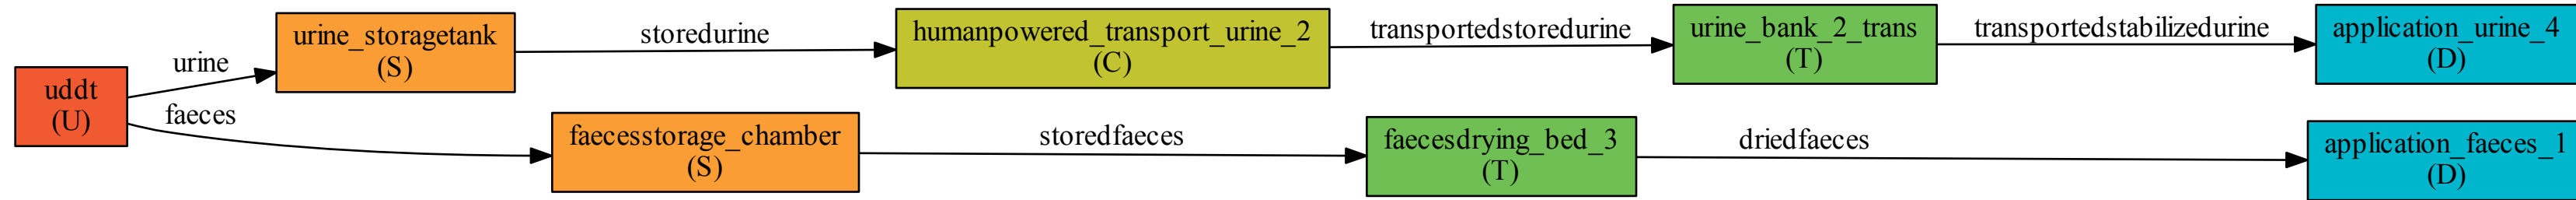 uddt
(U)
urine
faeces
urine_storagetank
(S)
storedurine
humanpowered_transport_urine_2
(C)
transportedstoredurine
urine_bank_2_trans
(T)
transportedstabilizedurine
application_urine_4
(D)
faecesstorage_chamber
(S)
storedfaeces
faecesdrying_bed_3
(T)
driedfaeces
application_faeces_1
(D)